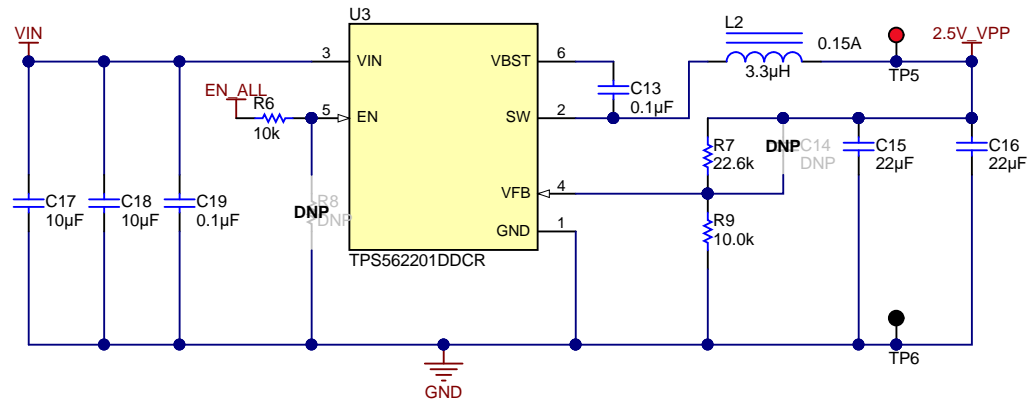 U3
VIN
EN_ALL
R6
10k
3
VIN
VBST
6
5
EN
SW
2
VFB
4
GND
1
TPS562201DDCR
C17
10µF
C18
10µF
C19
0.1µF
DNP
R8
DNP
C13
0.1µF
L2
0.15A
3.3µH
TP5
2.5V_VPP
R7
22.6k
DNP
C14
DNP
C15
22µF
C16
22µF
R9
10.0k
TP6
GND